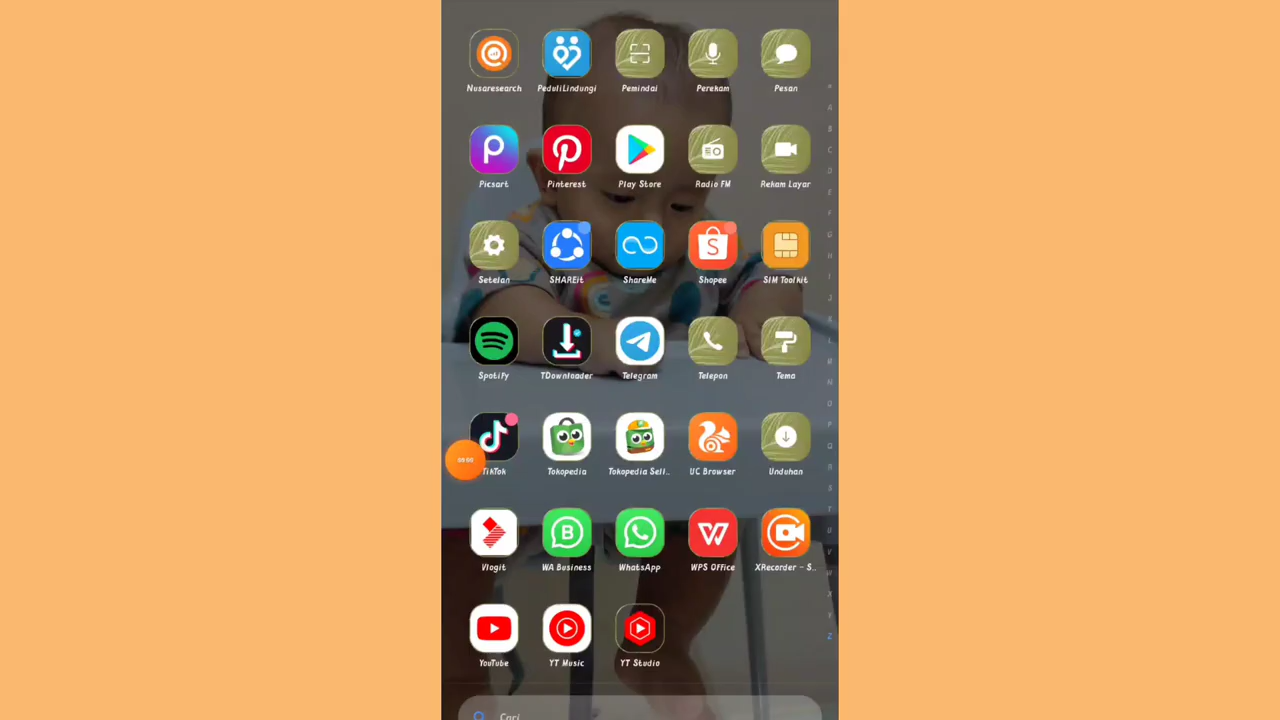 Nusaresearch PeduliLindungi Pemindai Perekam Pesan
Picsart Pinterest Play Store Radio FM Rekam Layar
Setelan SHAREit ShareMe Shopee SIM Toolkit
Spotify TDownloader Telegram Telepon Tema
00:00
TikTok Tokopedia Tokopedia Sell.. UC Browser Unduhan
Vlogit WA Business WhatsApp WPS Office XRecorder - S..
YouTube YT Music YT Studio
Cari